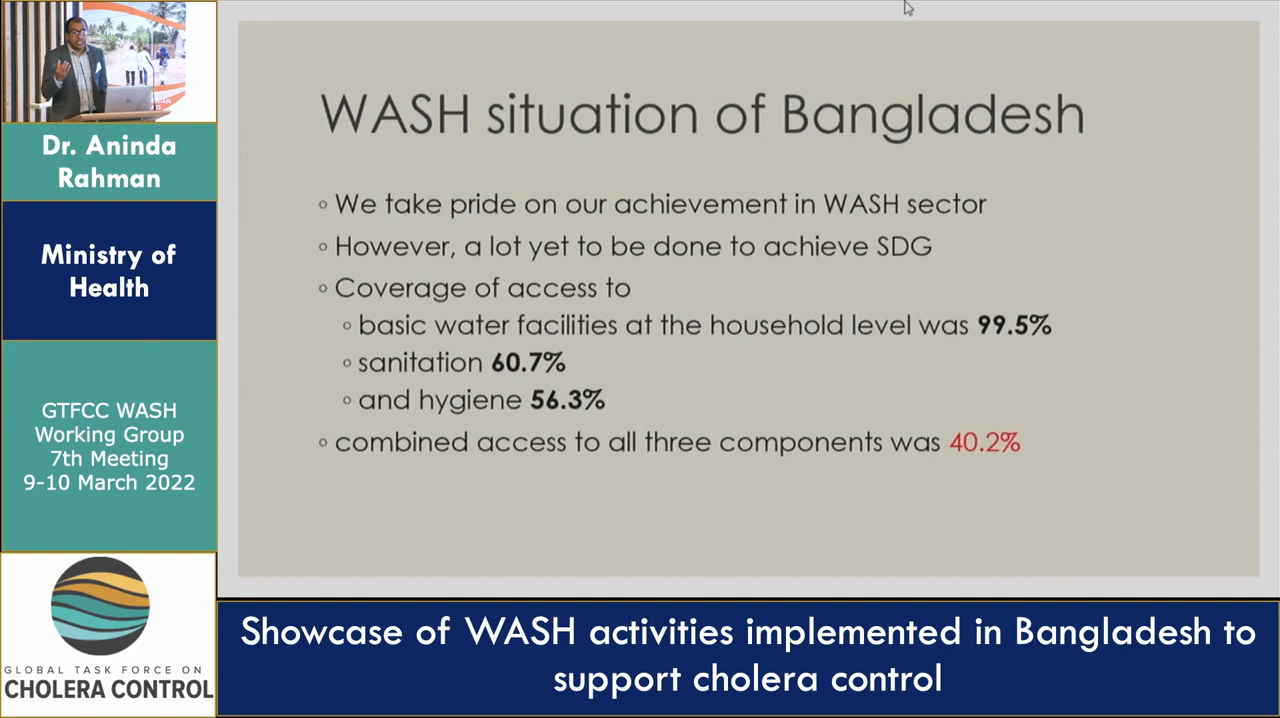 Dr. Aninda
Rahman
Ministry of
Health
GTFCC WASH
Working Group
7th Meeting
9-10 March 2022
GLOBAL TASK FORCE ON
CHOLERA CONTROL
WASH situation of Bangladesh
◦ We take pride on our achievement in WASH sector
◦ However, a lot yet to be done to achieve SDG
◦ Coverage of access to
◦ basic water facilities at the household level was 99.5%
◦ sanitation 60.7%
◦ and hygiene 56.3%
◦ combined access to all three components was 40.2%
Showcase of WASH activities implemented in Bangladesh to
support cholera control